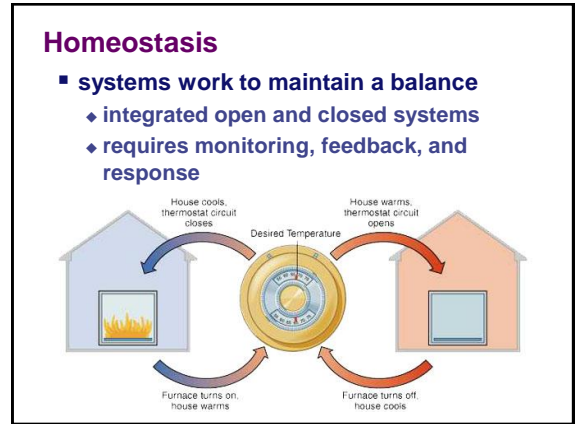 Homeostasis
▪ systems work to maintain a balance
◆ integrated open and closed systems
◆ requires monitoring, feedback, and
response
House cools,
thermostat circuit
closes
Desired Temperature
House warms,
thermostat circuit
opens
Furnace turns on,
house warms
Furnace turns off,
house cools